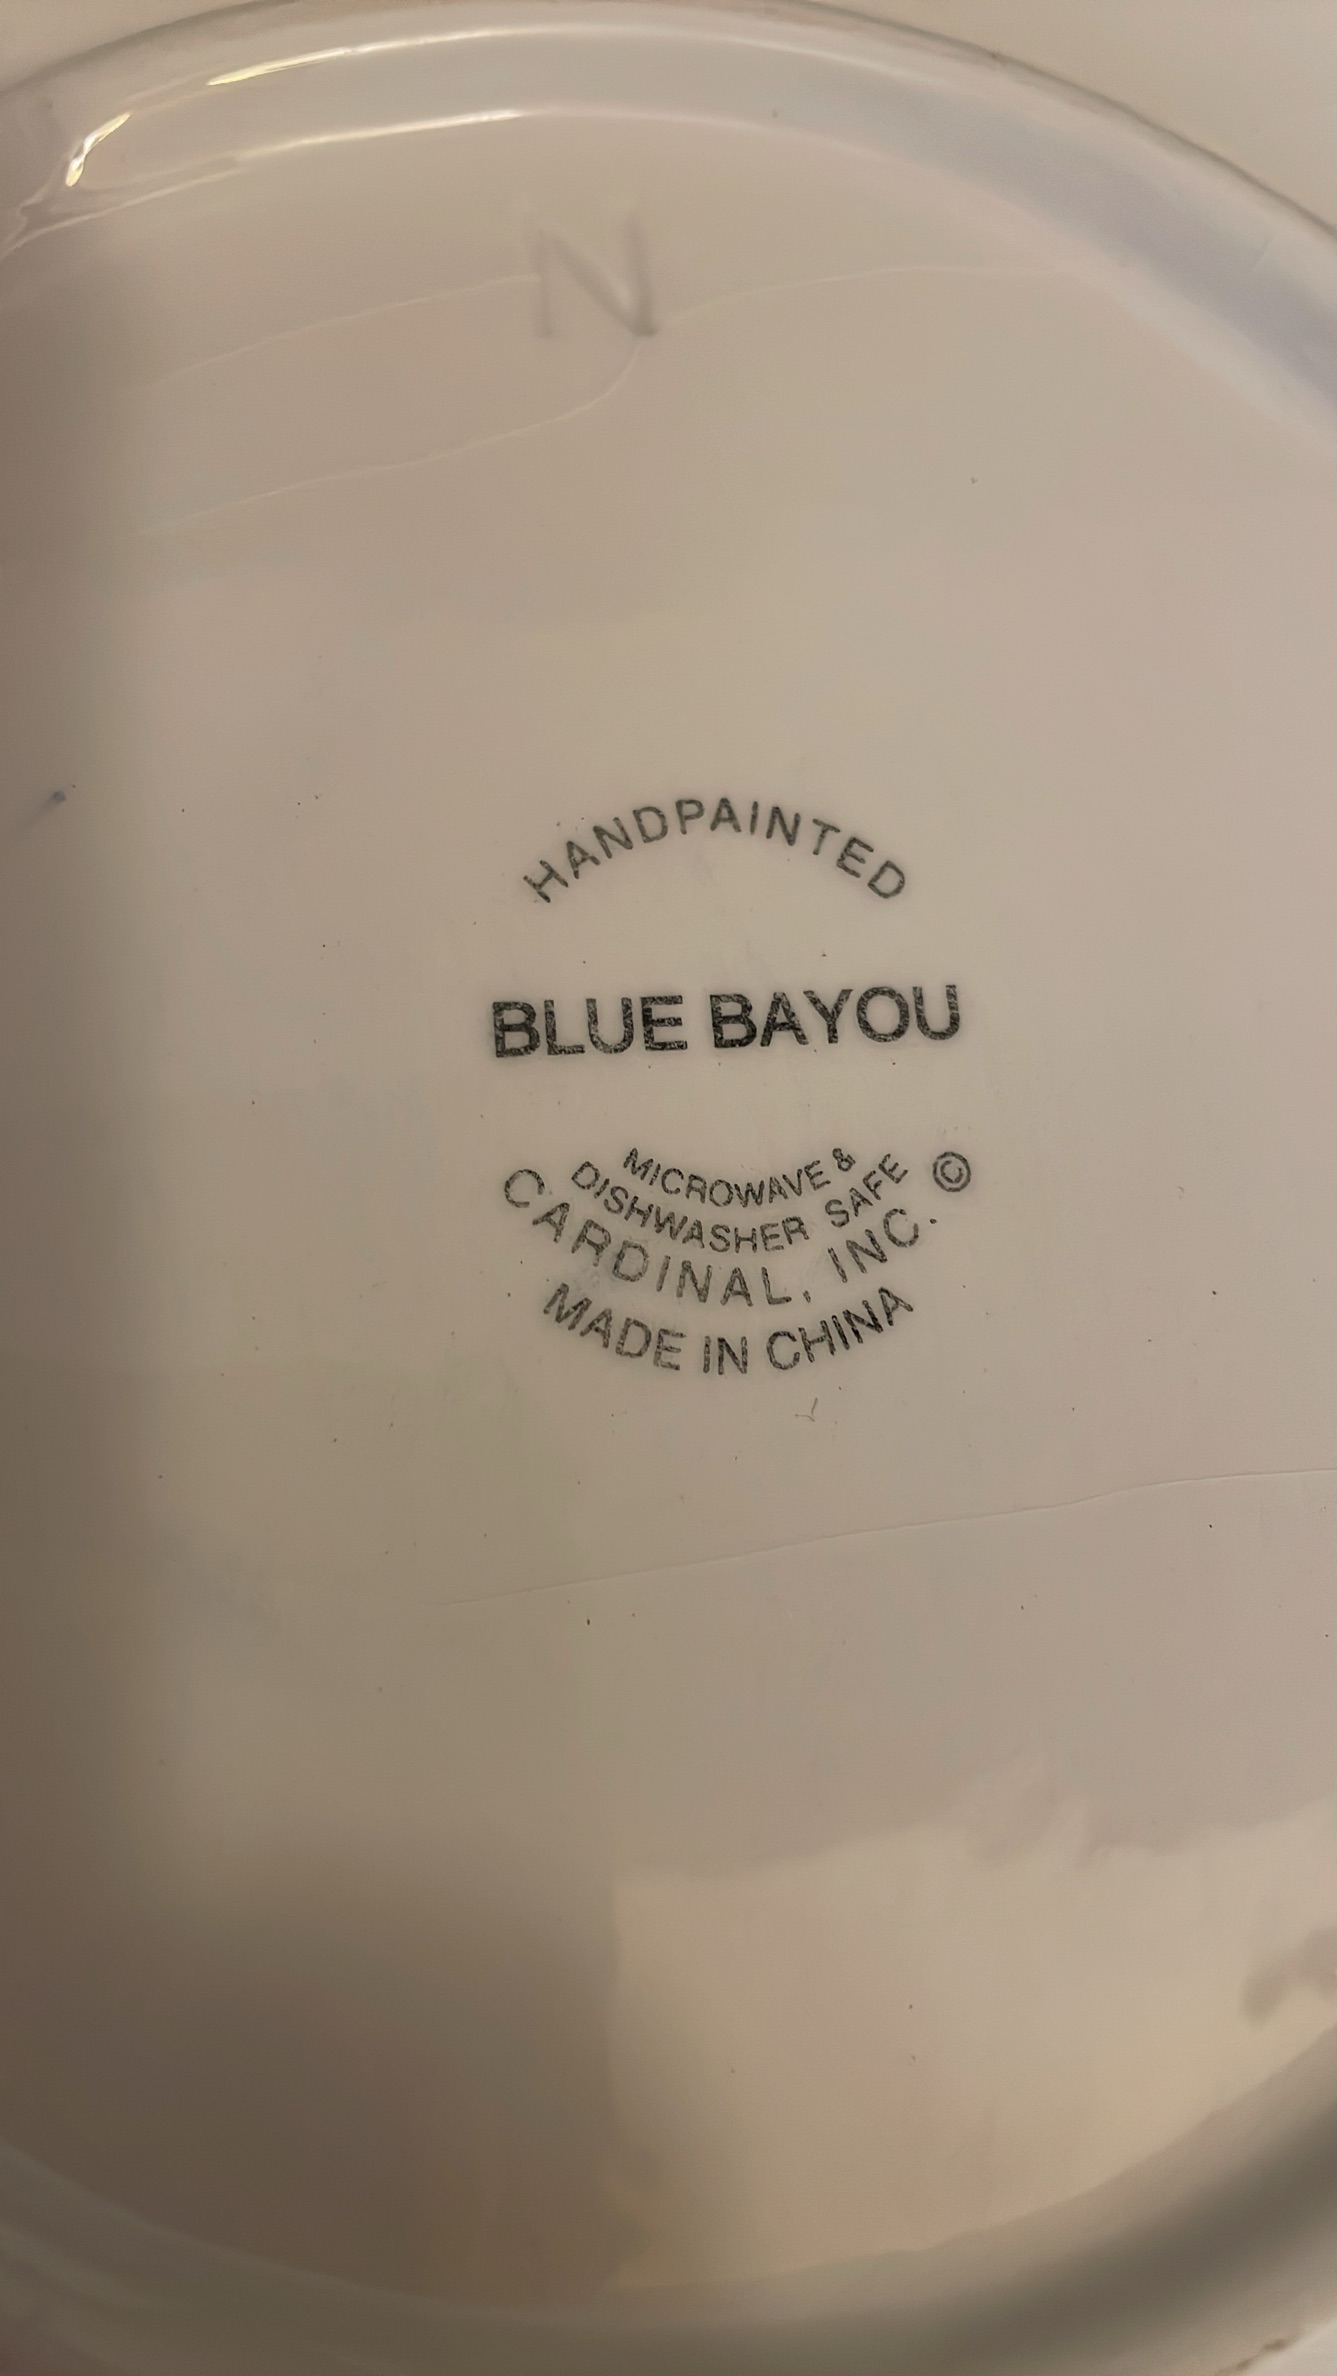 N
HANDPAINTED
BLUE BAYOU
MICROWAVE &
DISHWASHER SAFE
CARDINAL, INC. ©
MADE IN CHINA